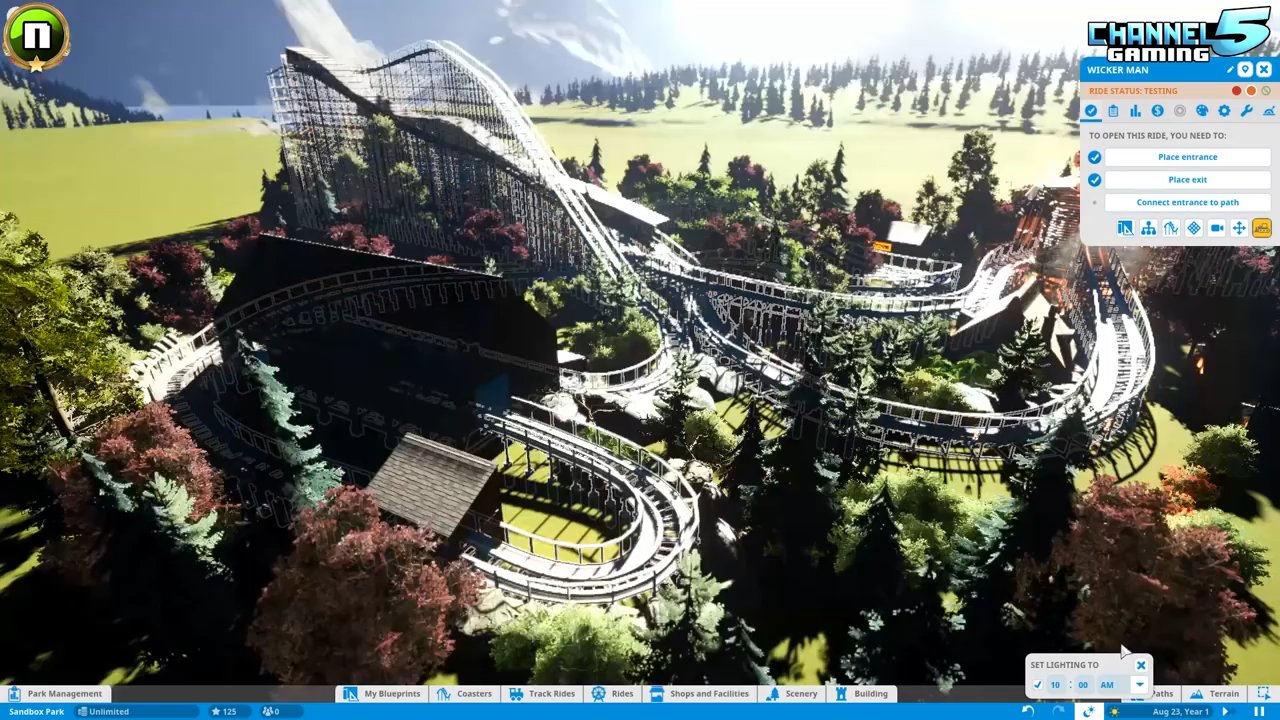 n
CHANNEL 5
GAMING
WICKER MAN
RIDE STATUS: TESTING
TO OPEN THIS RIDE, YOU NEED TO:
Place entrance
Place exit
Connect entrance to path
SET LIGHTING TO
10 : 00 AM
Park Management
My Blueprints
Coasters
Track Rides
Rides
Shops and Facilities
Scenery
Building
Paths
Terrain
Sandbox Park
Unlimited
125
0
Aug 23, Year 1